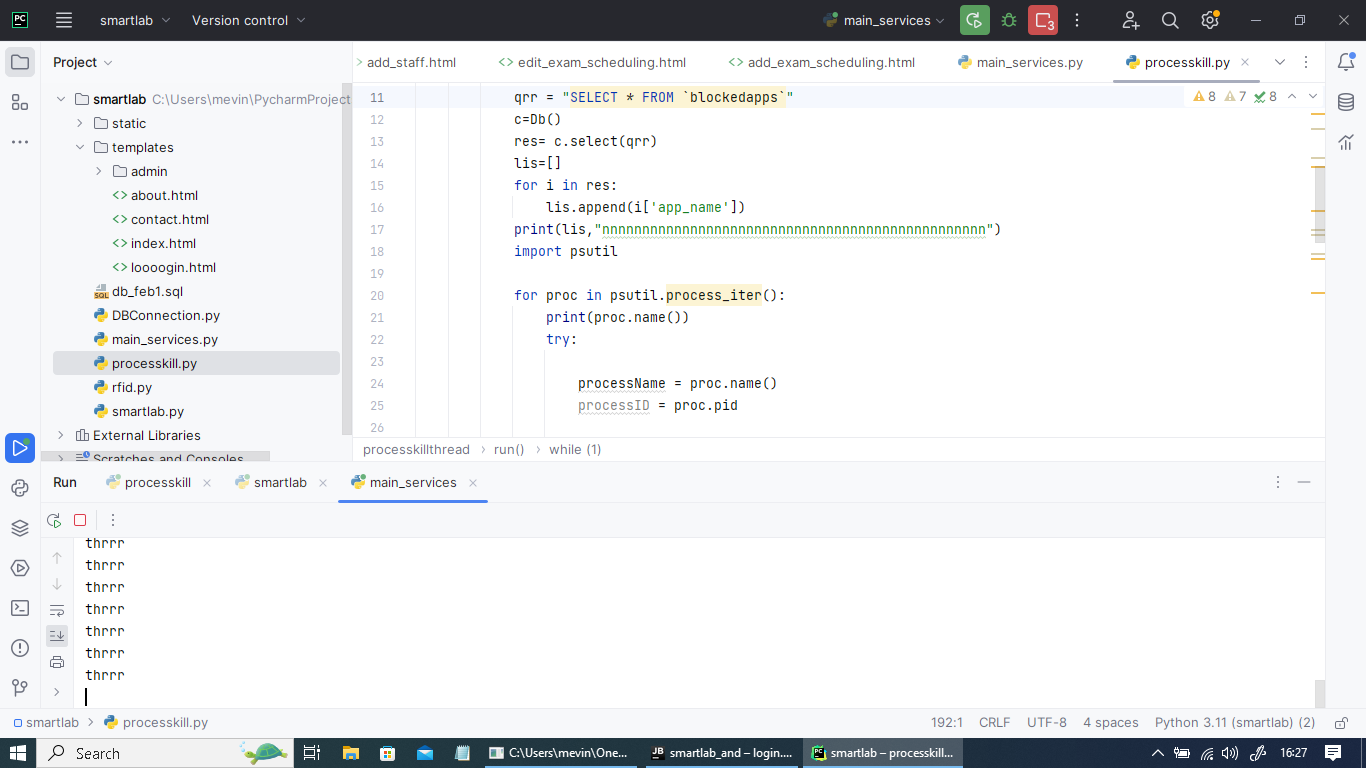 PC smartlab Version control main_services 3
Project
add_staff.html edit_exam_scheduling.html add_exam_scheduling.html main_services.py processkill.py
smartlab C:\Users\mevin\PycharmProject
static
templates
admin
about.html
contact.html
index.html
loooogin.html
SQL db_feb1.sql
DBConnection.py
main_services.py
processkill.py
rfid.py
smartlab.py
External Libraries
Scratches and Consoles
8 7 8
11 qrr = "SELECT * FROM `blockedapps`"
12 c=Db()
13 res= c.select(qrr)
14 lis=[]
15 for i in res:
16 lis.append(i['app_name'])
17 print(lis,"nnnnnnnnnnnnnnnnnnnnnnnnnnnnnnnnnnnnnnnnnnnnnnnn")
18 import psutil
19
20 for proc in psutil.process_iter():
21 print(proc.name())
22 try:
23
24 processName = proc.name()
25 processID = proc.pid
26
processkillthread run() while (1)
Run processkill smartlab main_services
thrrr
thrrr
thrrr
thrrr
thrrr
thrrr
thrrr
smartlab processkill.py 192:1 CRLF UTF-8 4 spaces Python 3.11 (smartlab) (2)
Search C:\Users\mevin\One... JB smartlab_and – login.... PC smartlab – processkill... 16:27